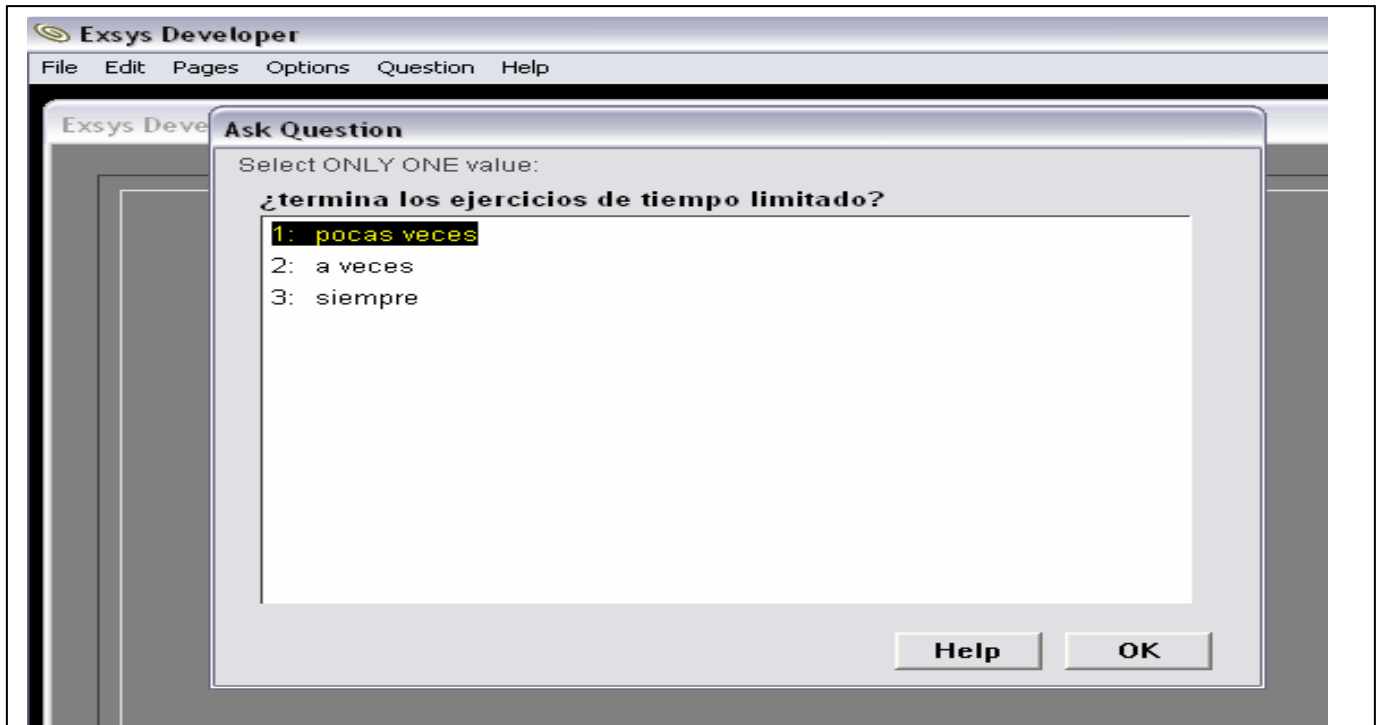 Exsys Developer
File Edit Pages Options Question Help
Exsys Deve
Ask Question
Select ONLY ONE value:
¿termina los ejercicios de tiempo limitado?
1: pocas veces
2: a veces
3: siempre
Help OK